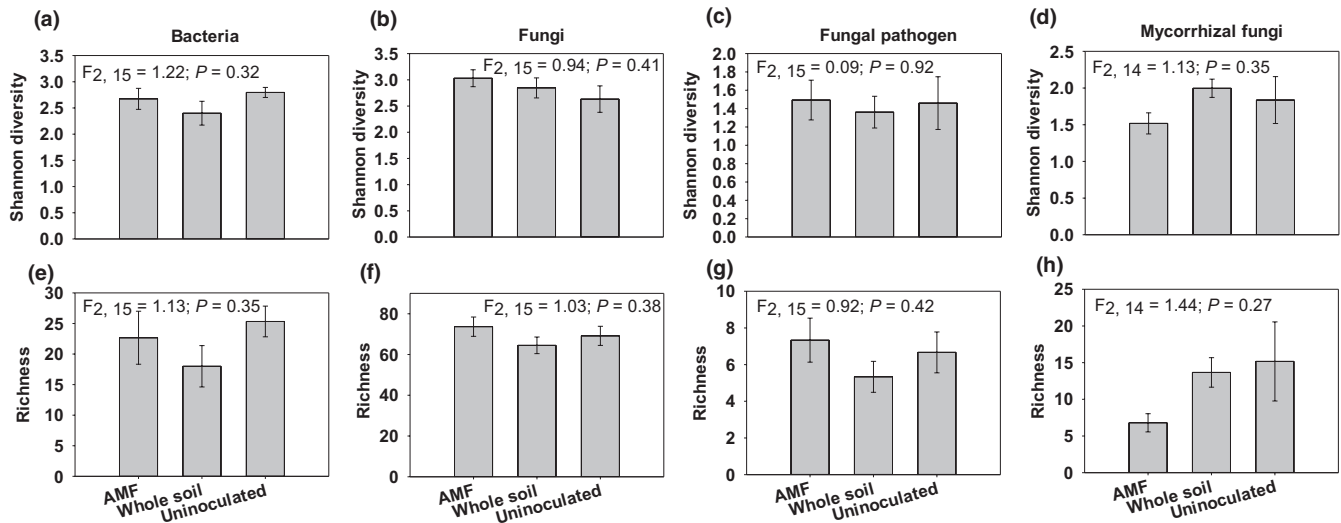 (a)
Bacteria
Shannon diversity
3.5
3.0
2.5
2.0
1.5
1.0
0.5
0.0
F2, 15 = 1.22; P = 0.32
(b)
Fungi
Shannon diversity
3.5
3.0
2.5
2.0
1.5
1.0
0.5
0.0
F2, 15 = 0.94; P = 0.41
(c)
Fungal pathogen
Shannon diversity
2.0
1.8
1.6
1.4
1.2
1.0
0.8
0.6
0.4
0.2
0.0
F2, 15 = 0.09; P = 0.92
(d)
Mycorrhizal fungi
Shannon diversity
2.5
2.0
1.5
1.0
0.5
0.0
F2, 14 = 1.13; P = 0.35
(e)
Richness
30
25
20
15
10
5
0
F2, 15 = 1.13; P = 0.35
AMF
Whole soil
Uninoculated
(f)
Richness
80
60
40
20
0
F2, 15 = 1.03; P = 0.38
AMF
Whole soil
Uninoculated
(g)
Richness
10
8
6
4
2
0
F2, 15 = 0.92; P = 0.42
AMF
Whole soil
Uninoculated
(h)
Richness
25
20
15
10
5
0
F2, 14 = 1.44; P = 0.27
AMF
Whole soil
Uninoculated